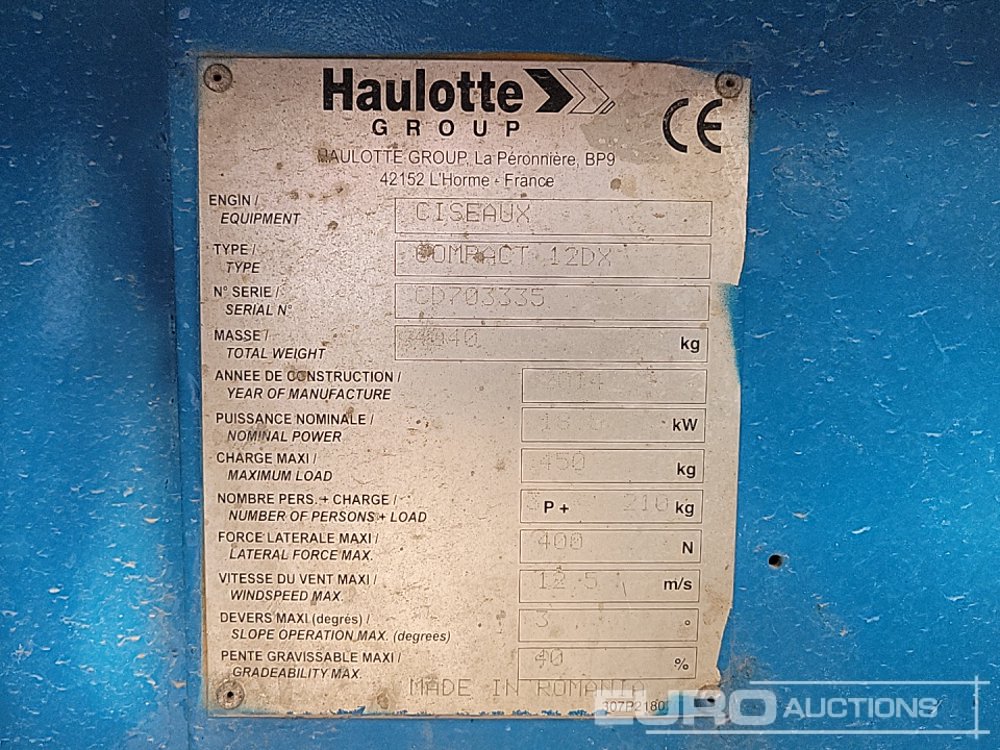 Haulotte
GROUP
CE
HAULOTTE GROUP, La Péronnière, BP9
42152 L'Horme - France
ENGIN /
EQUIPMENT
CISEAUX
TYPE /
TYPE
COMPACT 12DX
N° SERIE /
SERIAL N°
CD703335
MASSE /
TOTAL WEIGHT
4040 kg
ANNEE DE CONSTRUCTION /
YEAR OF MANUFACTURE
2014
PUISSANCE NOMINALE /
NOMINAL POWER
kW
CHARGE MAXI /
MAXIMUM LOAD
450 kg
NOMBRE PERS. + CHARGE /
NUMBER OF PERSONS + LOAD
3 P + 210 kg
FORCE LATERALE MAXI /
LATERAL FORCE MAX.
400 N
VITESSE DU VENT MAXI /
WINDSPEED MAX.
12.5 m/s
DEVERS MAXI (degrés) /
SLOPE OPERATION MAX. (degrees)
3 °
PENTE GRAVISSABLE MAXI /
GRADEABILITY MAX.
40 %
MADE IN ROMANIA
307P2180
EURO AUCTIONS